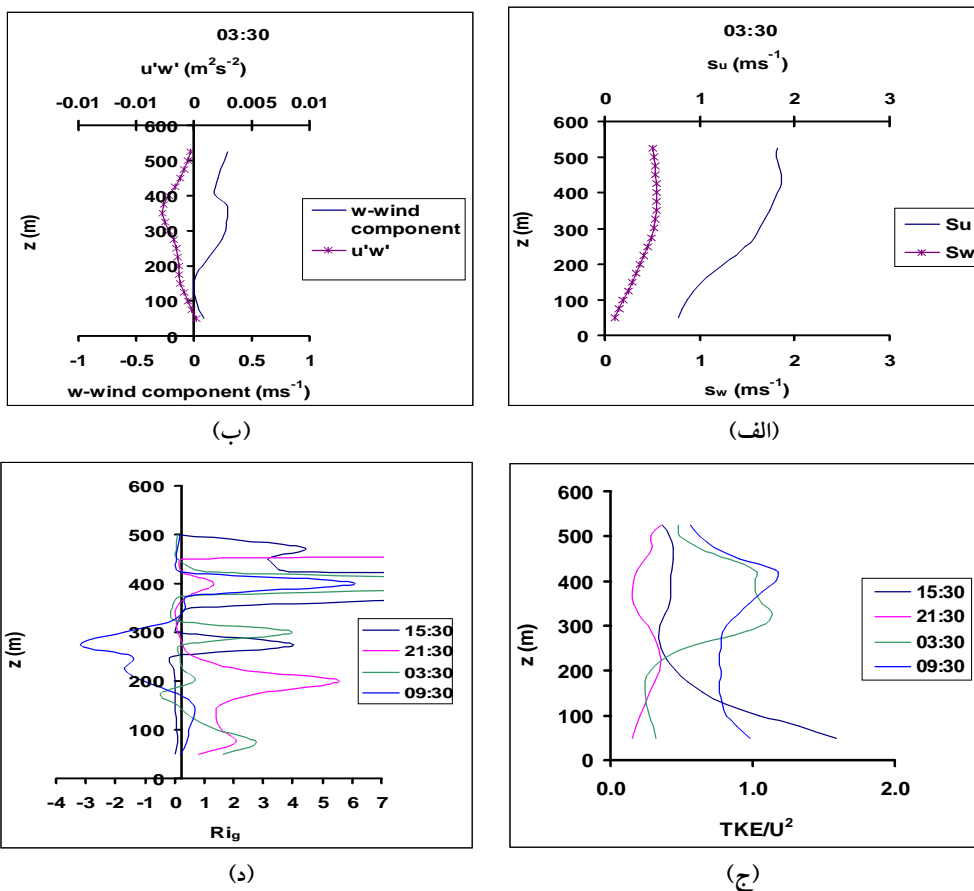 03:30
u'w' (m²s⁻²)
-0.01 -0.01 0 0.005 0.01
600
500
400
300
200
100
0
z (m)
w-wind
component
u'w'
-1 -0.5 0 0.5 1
w-wind component (ms⁻¹)
(ب)
03:30
su (ms⁻¹)
0 1 2 3
600
500
400
300
200
100
0
z (m)
Su
Sw
0 1 2 3
sw (ms⁻¹)
(الف)
600
500
400
300
200
100
0
z (m)
15:30
21:30
03:30
09:30
-4 -3 -2 -1 0 1 2 3 4 5 6 7
Rig
(د)
600
500
400
300
200
100
0
z (m)
15:30
21:30
03:30
09:30
0.0 1.0 2.0
TKE/U²
(ج)